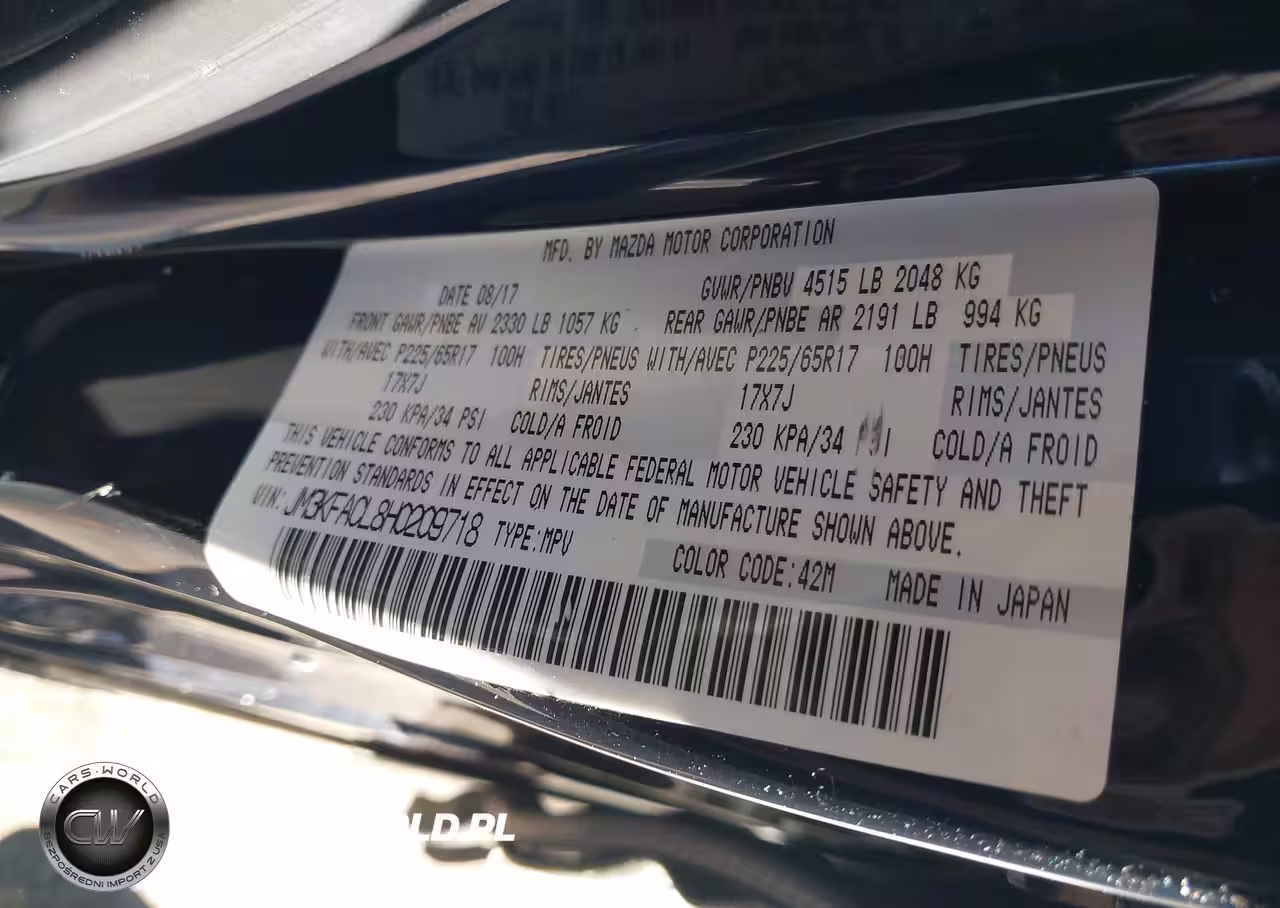 MFD. BY MAZDA MOTOR CORPORATION
DATE 08/17 GVWR/PNBV 4515 LB 2048 KG
FRONT GAWR/PNBE AV 2330 LB 1057 KG REAR GAWR/PNBE AR 2191 LB 994 KG
WITH/AVEC P225/65R17 100H TIRES/PNEUS WITH/AVEC P225/65R17 100H TIRES/PNEUS
17X7J RIMS/JANTES 17X7J RIMS/JANTES
230 KPA/34 PSI COLD/A FROID 230 KPA/34 PSI COLD/A FROID
THIS VEHICLE CONFORMS TO ALL APPLICABLE FEDERAL MOTOR VEHICLE SAFETY AND THEFT
PREVENTION STANDARDS IN EFFECT ON THE DATE OF MANUFACTURE SHOWN ABOVE.
VIN: JM3KFACL8H0209718 TYPE:MPV
COLOR CODE:42M MADE IN JAPAN
CARS-WORLD
CW
BEZPOŚREDNI IMPORT Z USA
LD.PL